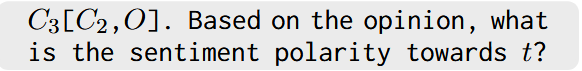 C₃[C₂,O]. Based on the opinion, what
is the sentiment polarity towards t?